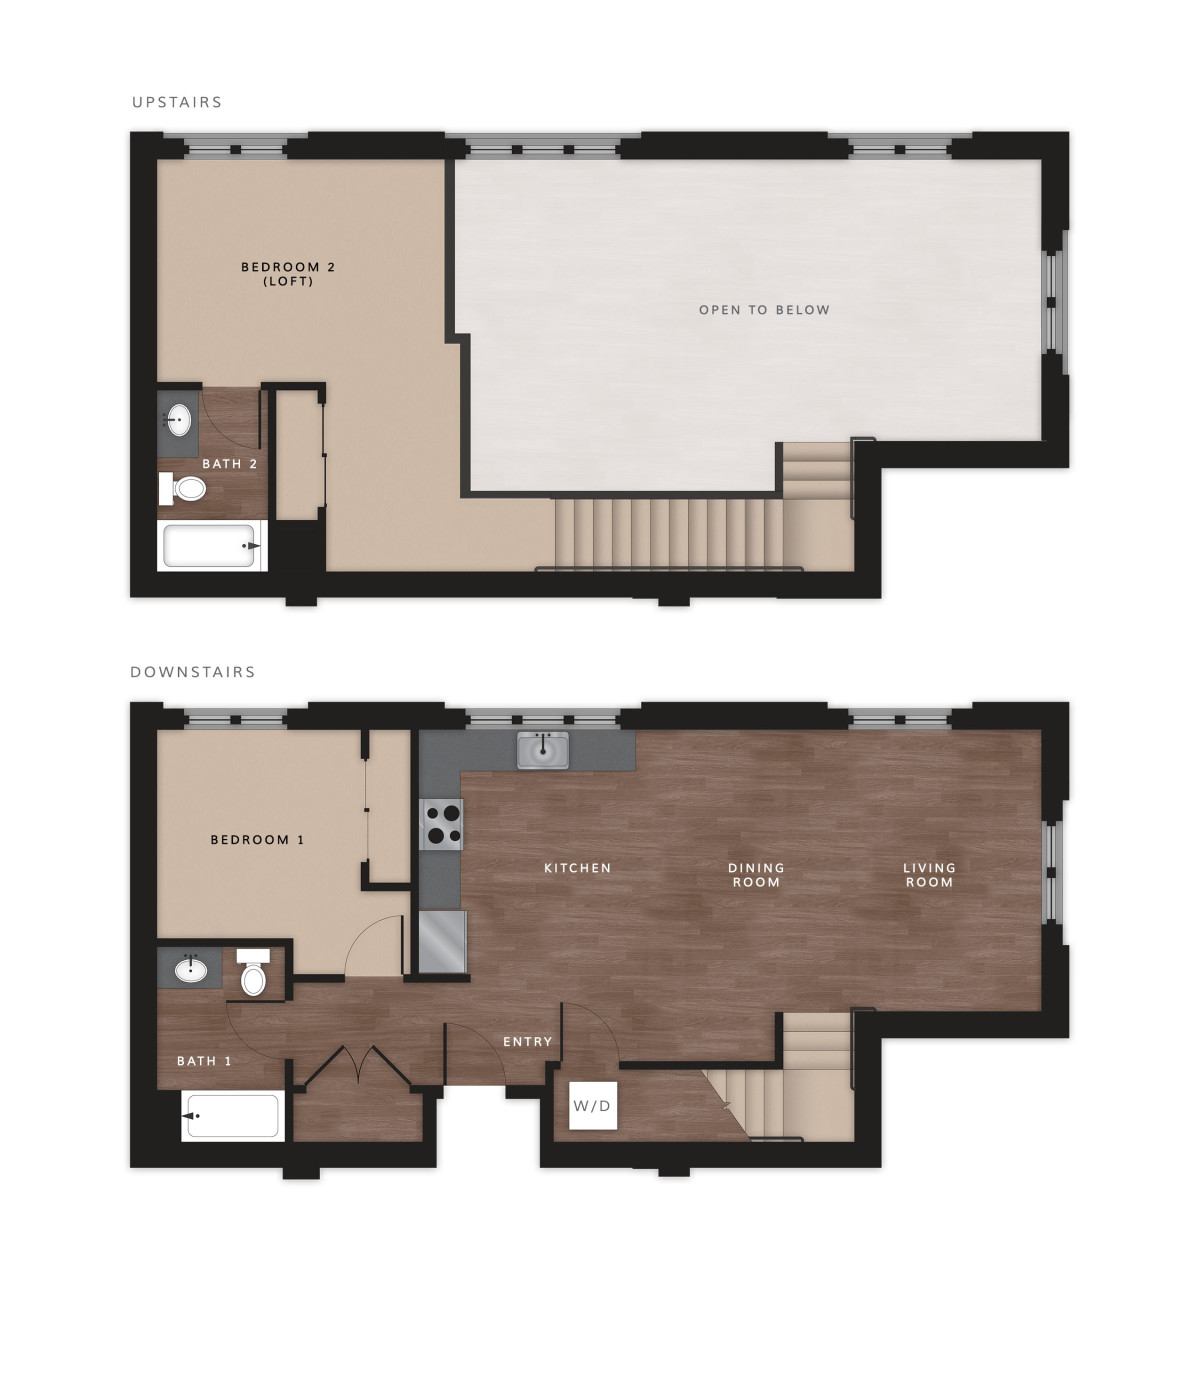 UPSTAIRS
BEDROOM 2
(LOFT)
OPEN TO BELOW
BATH 2
DOWNSTAIRS
BEDROOM 1
KITCHEN
DINING
ROOM
LIVING
ROOM
ENTRY
BATH 1
W/D